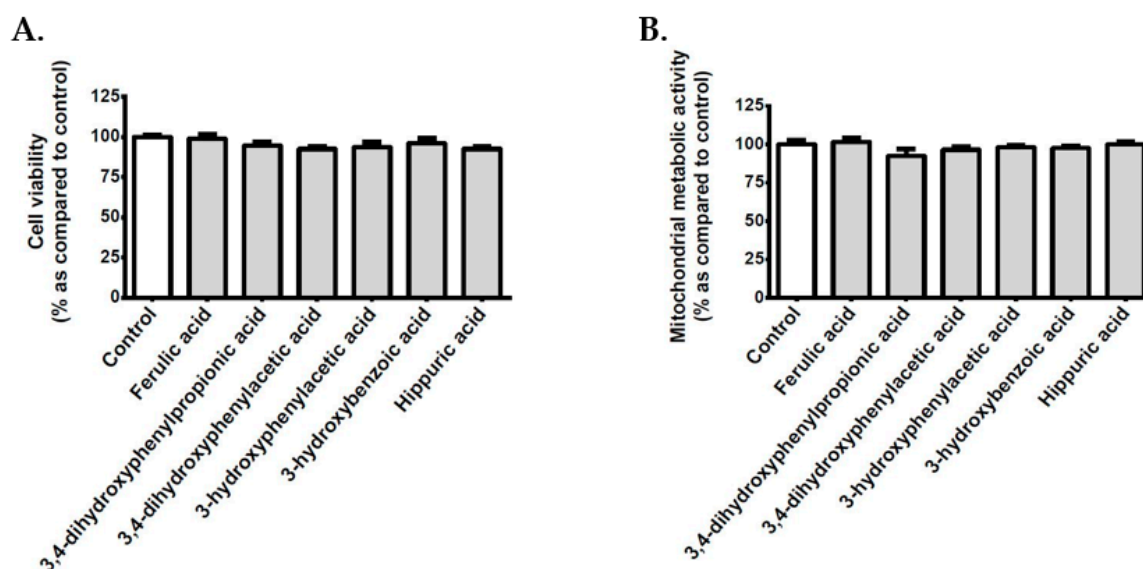 A.
Cell viability
(% as compared to control)
125
100
75
50
25
0
Control
Ferulic acid
3,4-dihydroxyphenylpropionic acid
3,4-dihydroxyphenylacetic acid
3-hydroxyphenylacetic acid
3-hydroxybenzoic acid
Hippuric acid
B.
Mitochondrial metabolic activity
(% as compared to control)
125
100
75
50
25
0
Control
Ferulic acid
3,4-dihydroxyphenylpropionic acid
3,4-dihydroxyphenylacetic acid
3-hydroxyphenylacetic acid
3-hydroxybenzoic acid
Hippuric acid